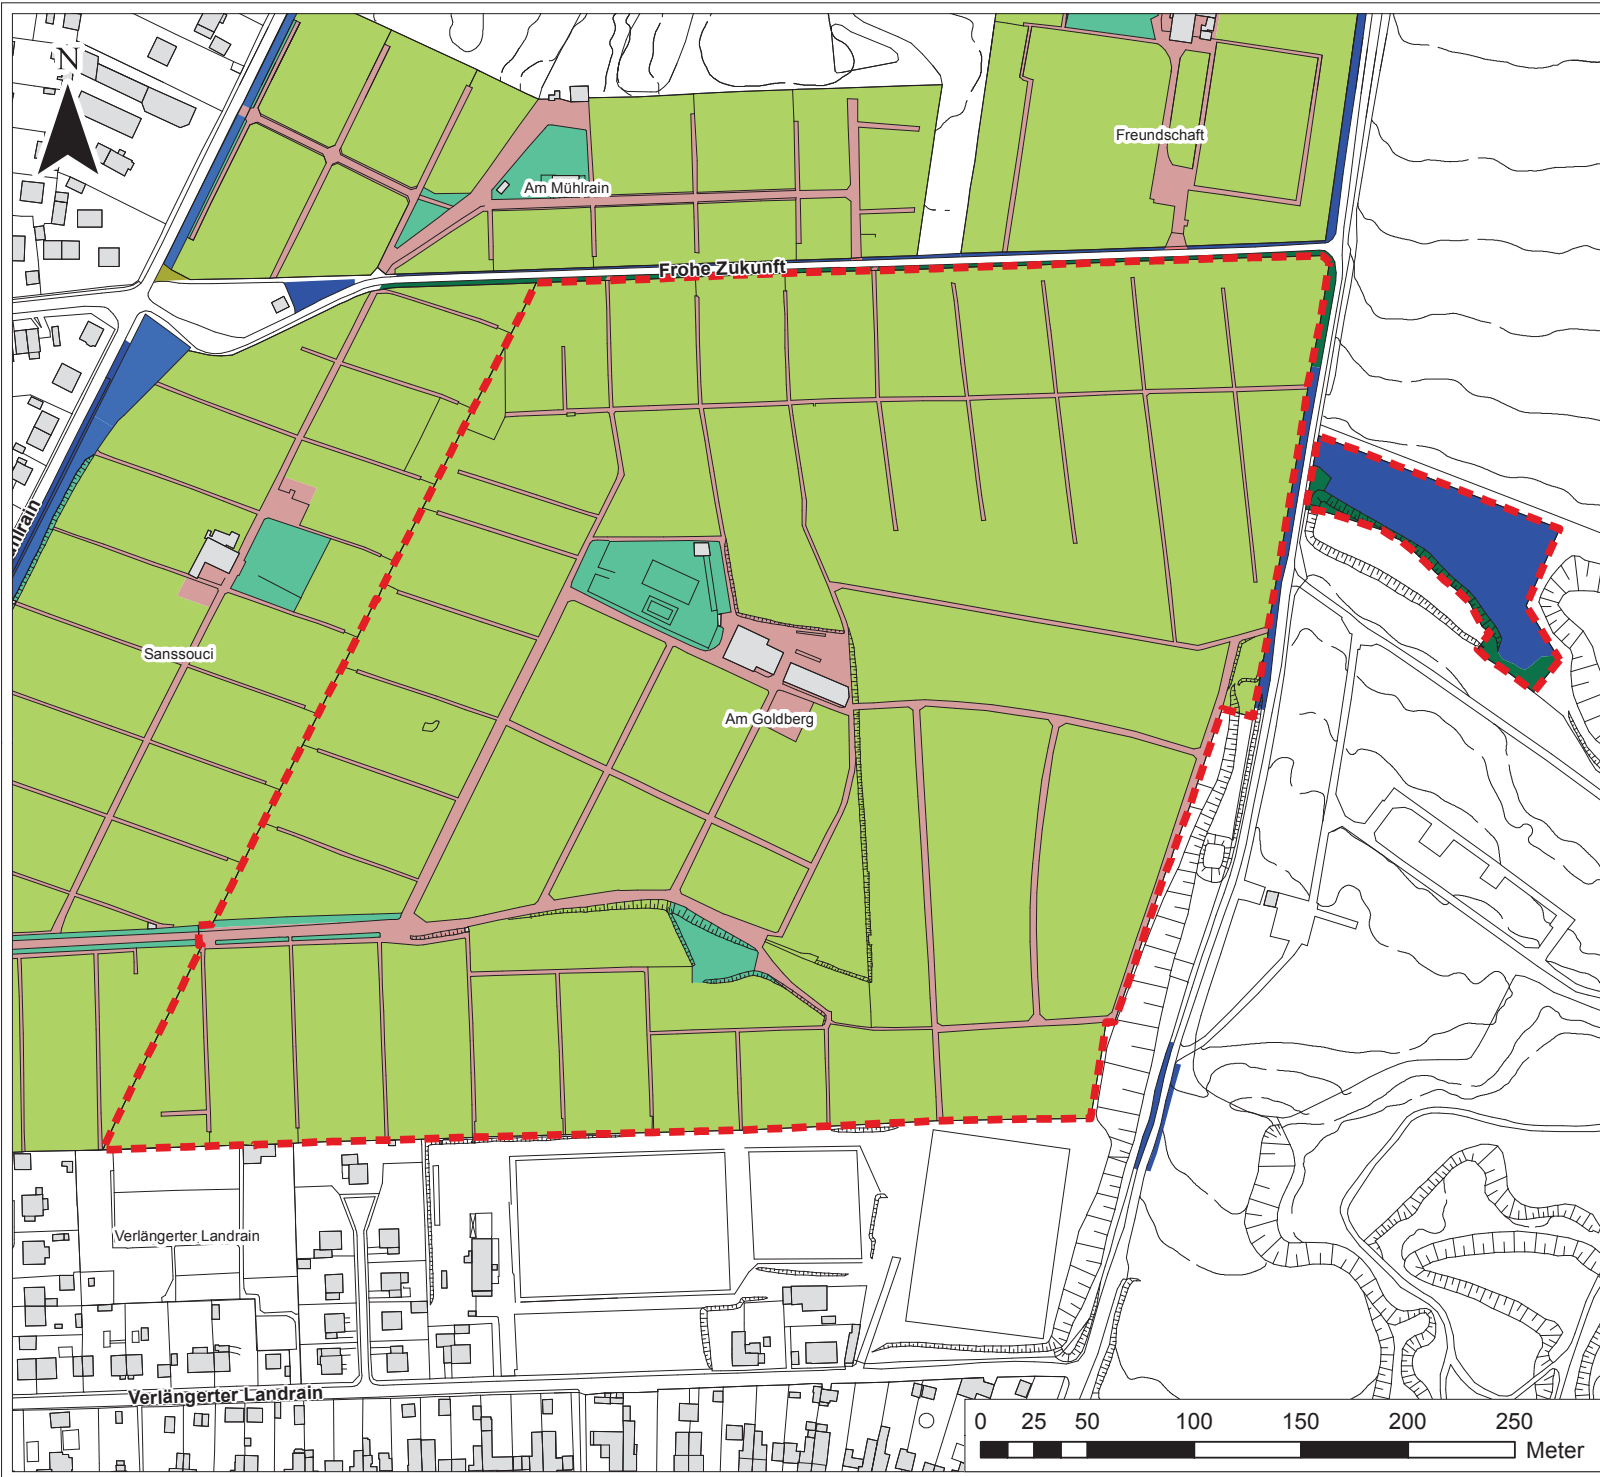 N
Freundschaft
Am Mühlrain
Frohe Zukunft
Sanssouci
Am Goldberg
Verlängerter Landrain
Verlängerter Landrain
0 25 50 100 150 200 250
Meter